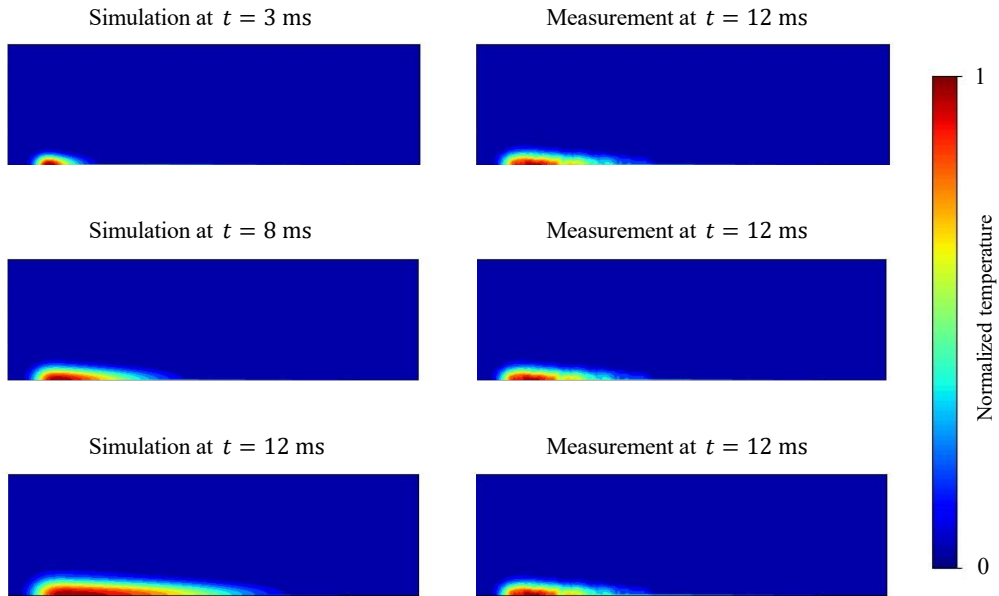 Simulation at t = 3 ms
Measurement at t = 12 ms
Simulation at t = 8 ms
Measurement at t = 12 ms
Simulation at t = 12 ms
Measurement at t = 12 ms
1
Normalized temperature
0